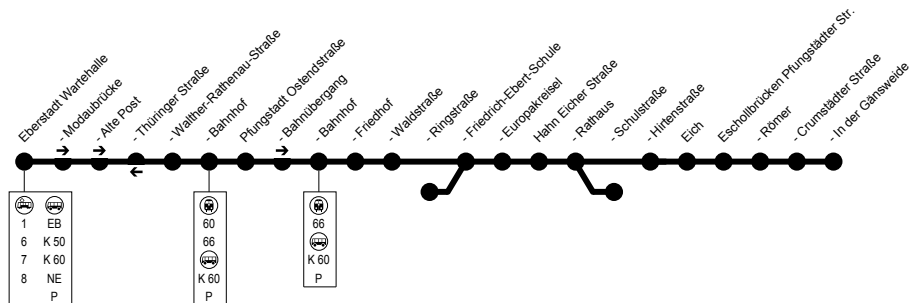 Eberstadt Wartehalle
- Modaubrücke
- Alte Post
- Thüringer Straße
- Walther-Rathenau-Straße
- Bahnhof
Pfungstadt Ostendstraße
- Bahnübergang
- Bahnhof
- Friedhof
- Waldstraße
- Ringstraße
- Friedrich-Ebert-Schule
- Europakreisel
Hahn Eicher Straße
- Rathaus
- Schulstraße
- Hirtenstraße
Eich
Eschollbrücken Pfungstädter Str.
- Römer
- Crumstädter Straße
- In der Gänsweide
1 EB
6 K 50
7 K 60
8 NE
P
60
66
K 60
P
66
K 60
P